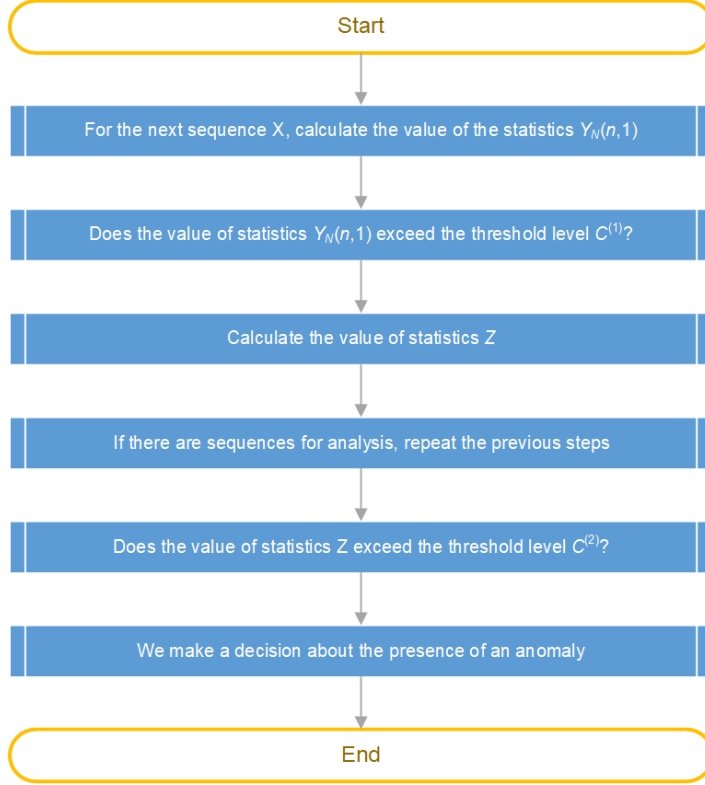 Start
For the next sequence X, calculate the value of the statistics Y_N(n,1)
Does the value of statistics Y_N(n,1) exceed the threshold level C^(1)?
Calculate the value of statistics Z
If there are sequences for analysis, repeat the previous steps
Does the value of statistics Z exceed the threshold level C^(2)?
We make a decision about the presence of an anomaly
End